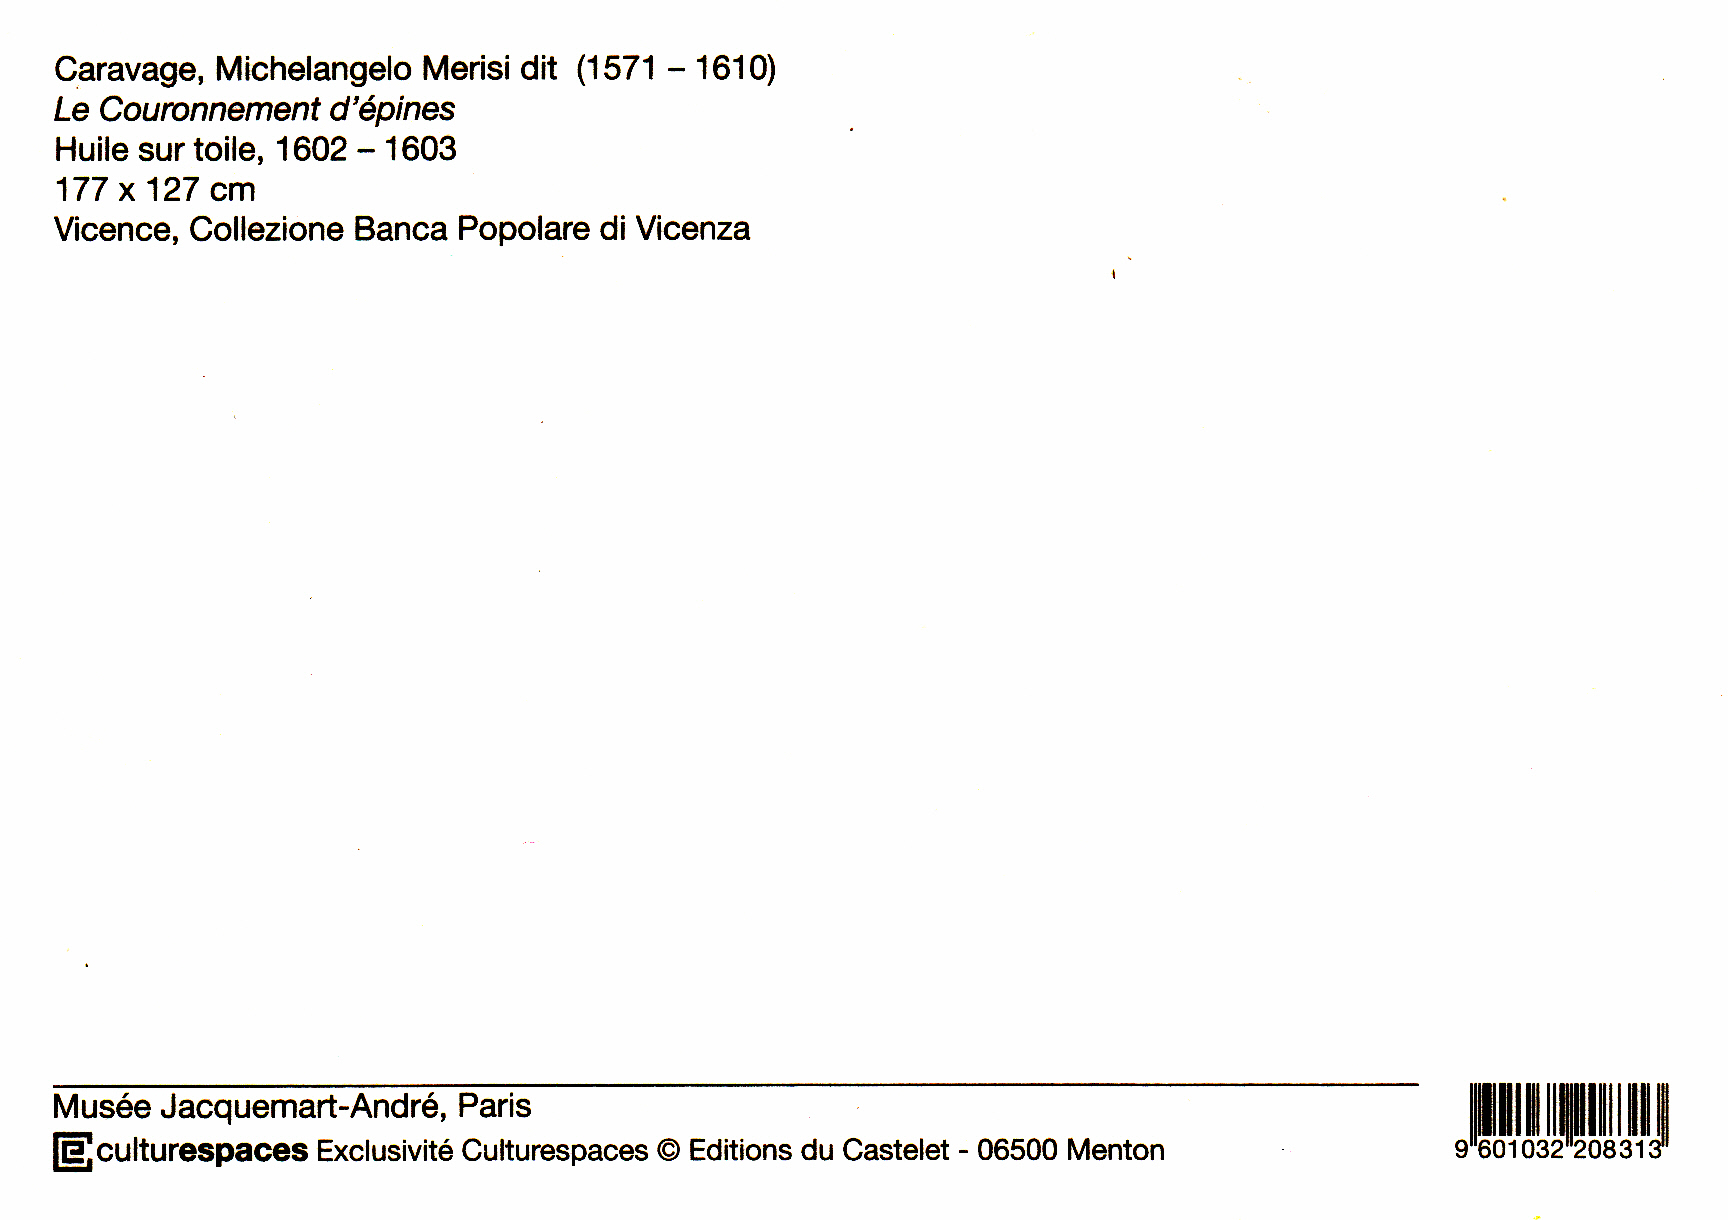 Caravage, Michelangelo Merisi dit (1571 – 1610)
Le Couronnement d'épines
Huile sur toile, 1602 – 1603
177 x 127 cm
Vicence, Collezione Banca Popolare di Vicenza
Musée Jacquemart-André, Paris
culturespaces Exclusivité Culturespaces © Editions du Castelet - 06500 Menton
9 601032 208313